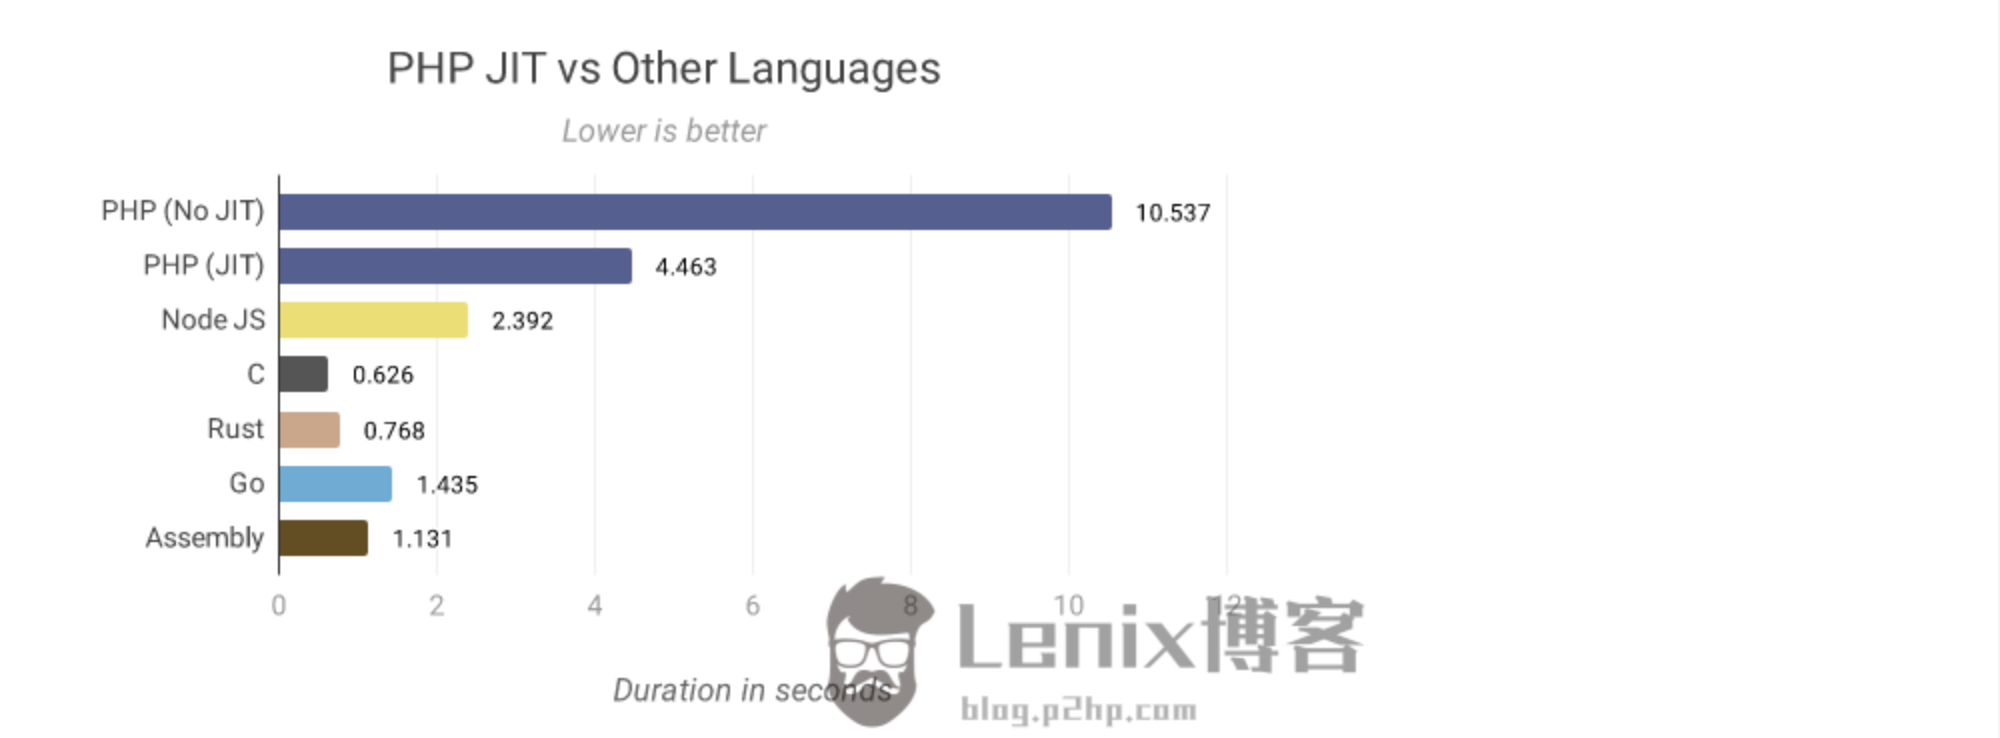 PHP JIT vs Other Languages
Lower is better
PHP (No JIT) 10.537
PHP (JIT) 4.463
Node JS 2.392
C 0.626
Rust 0.768
Go 1.435
Assembly 1.131
0 2 4 6 8 10 12
Duration in seconds
Lenix博客
blog.p2hp.com